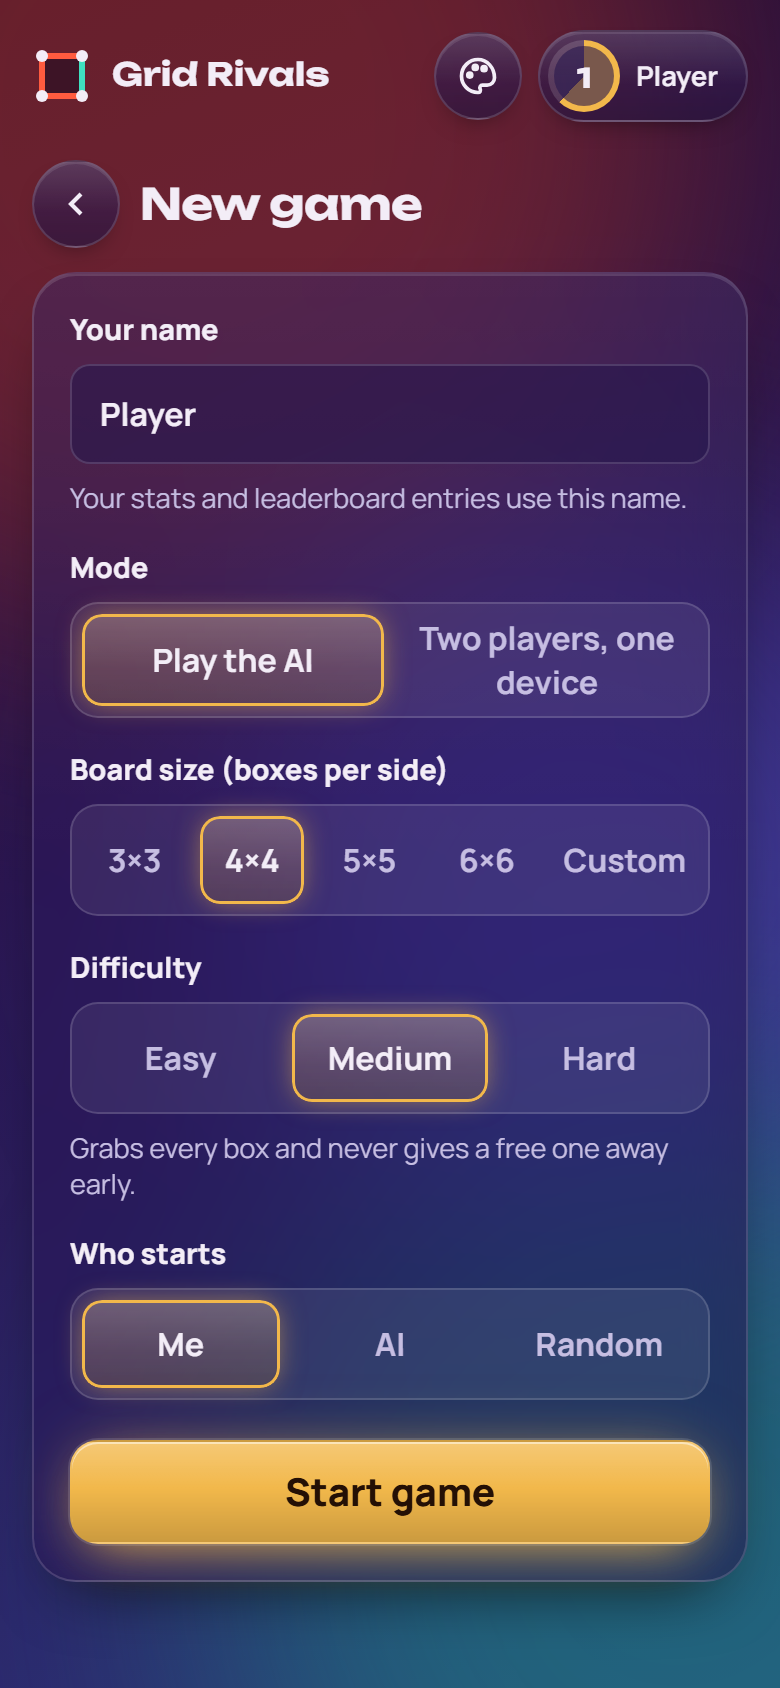 Grid Rivals
1
Player
New game
Your name
Player
Your stats and leaderboard entries use this name.
Mode
Play the AI
Two players, one
device
Board size (boxes per side)
3×3
4×4
5×5
6×6
Custom
Difficulty
Easy
Medium
Hard
Grabs every box and never gives a free one away
early.
Who starts
Me
AI
Random
Start game